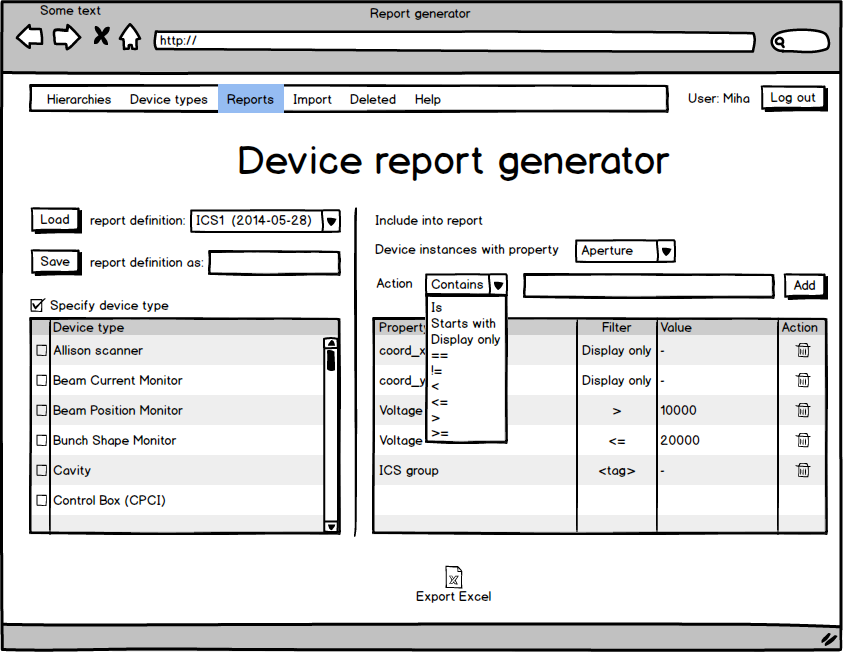 Some text
Report generator
http://
Hierarchies Device types Reports Import Deleted Help
User: Miha
Log out
Device report generator
Load report definition: ICS1 (2014-05-28)
Save report definition as:
Specify device type
Device type
Allison scanner
Beam Current Monitor
Beam Position Monitor
Bunch Shape Monitor
Cavity
Control Box (CPCI)
Include into report
Device instances with property Aperture
Action Contains Add
Is
Starts with
Display only
==
!=
<
<=
>
>=
Filter Value Action
coord_x Display only -
coord_y Display only -
Voltage > 10000
Voltage <= 20000
ICS group <tag> -
Export Excel